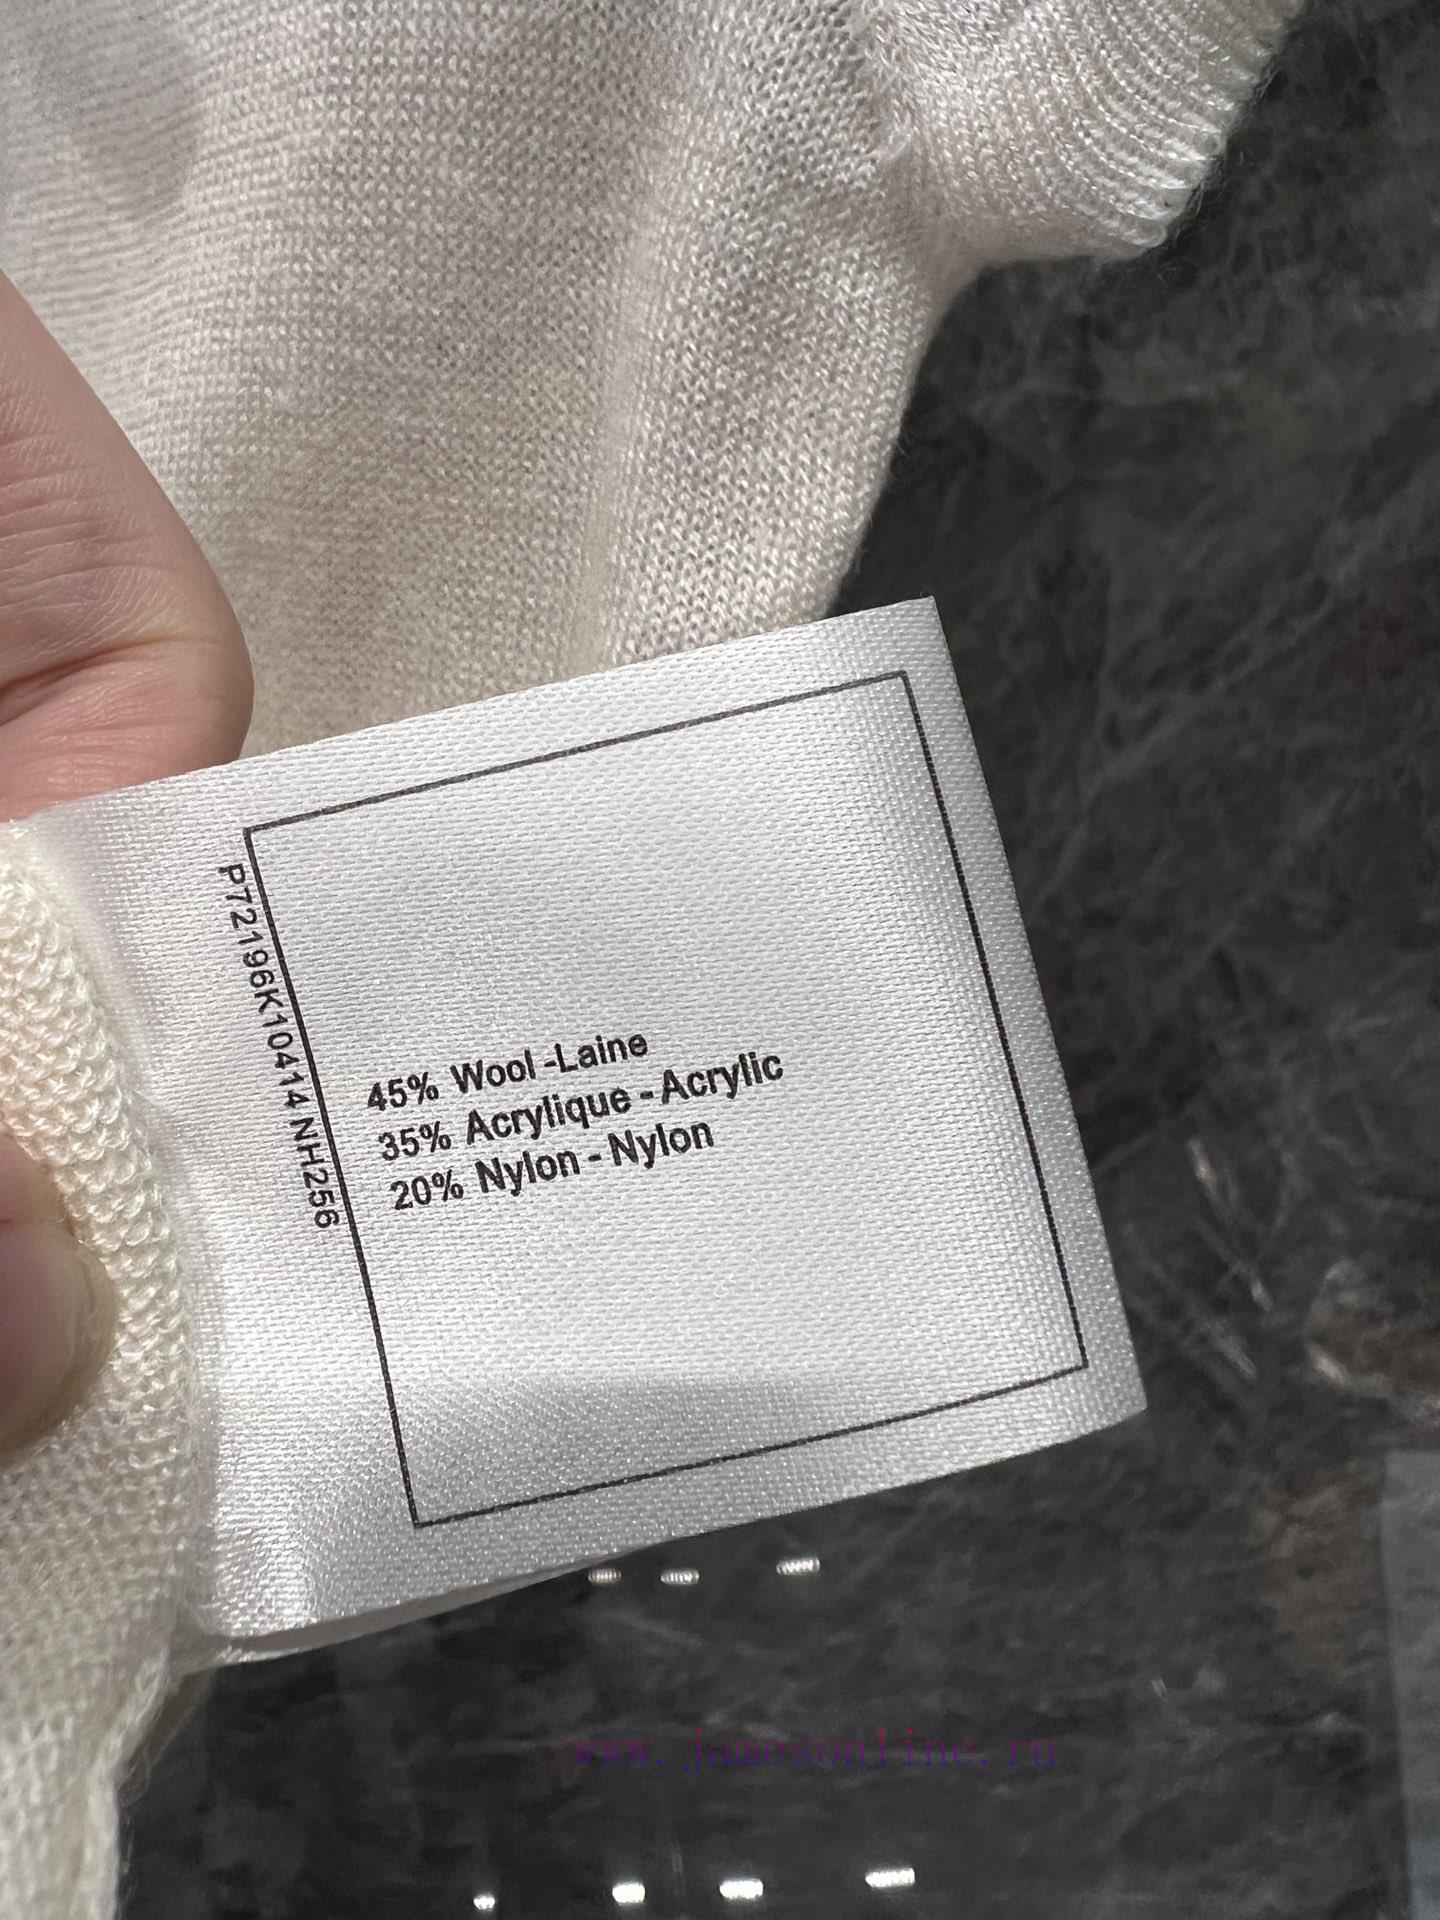 P72196K10414 NH256
45% Wool-Laine
35% Acrylique-Acrylic
20% Nylon-Nylon
www.jamesonline.ru